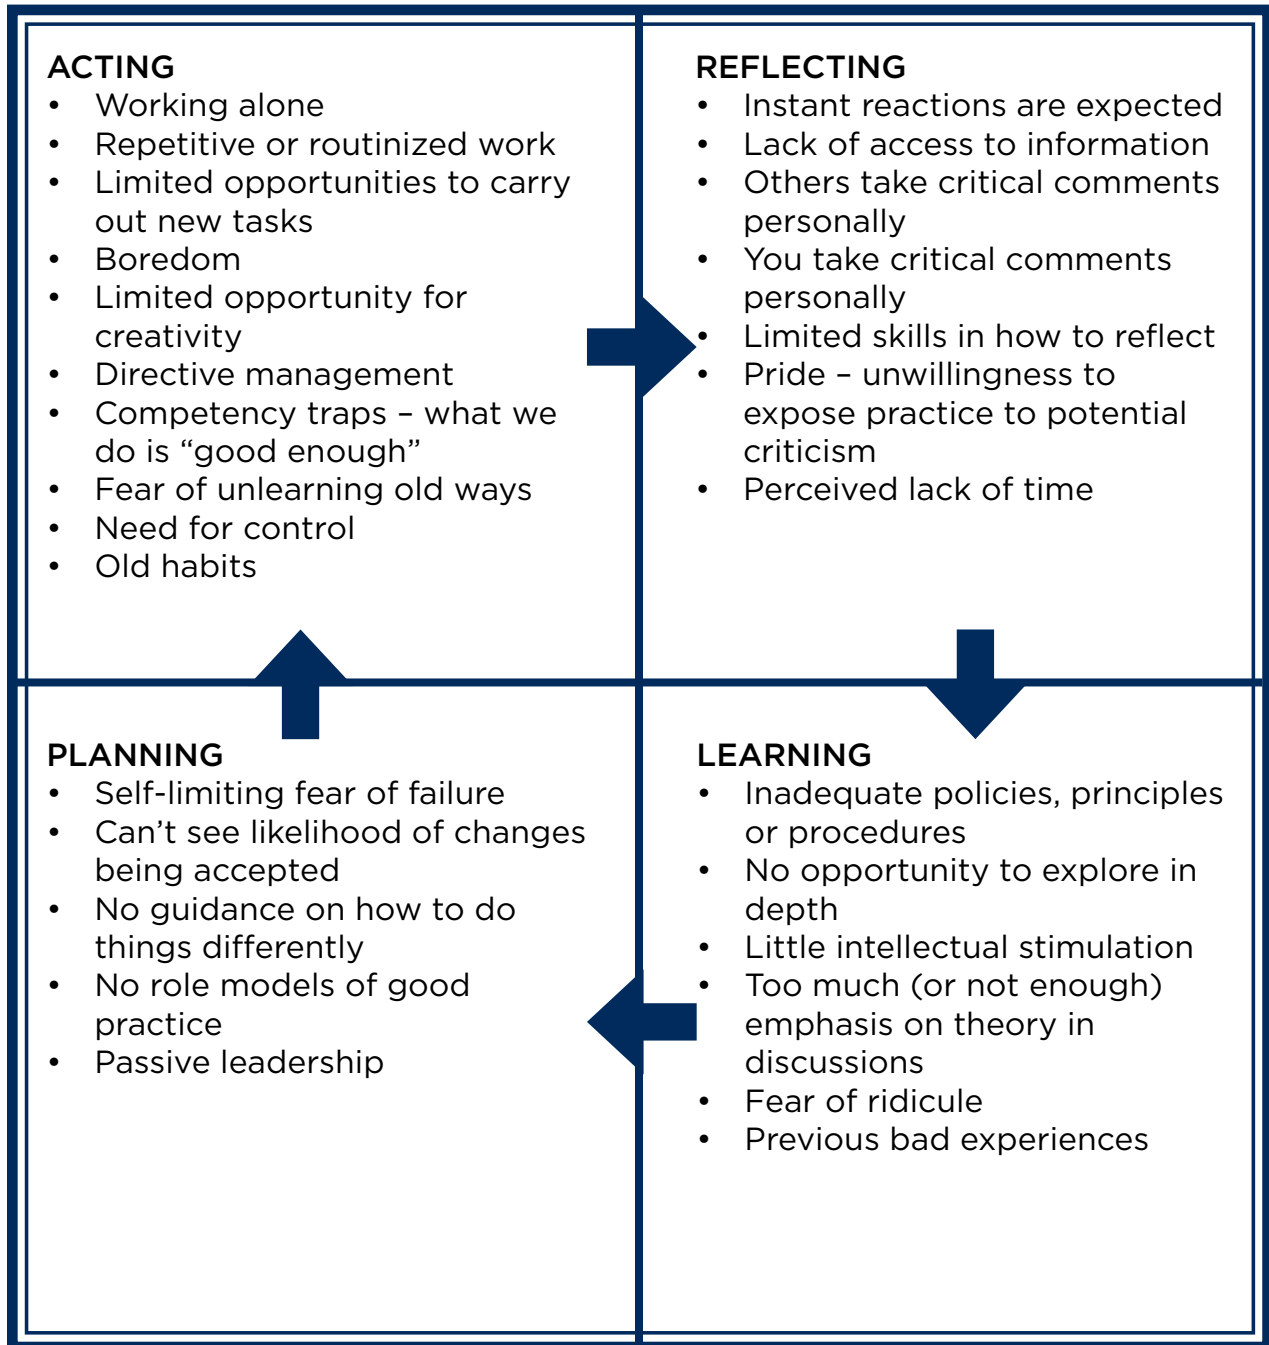 ACTING
• Working alone
• Repetitive or routinized work
• Limited opportunities to carry
out new tasks
• Boredom
• Limited opportunity for
creativity
• Directive management
• Competency traps – what we
do is “good enough”
• Fear of unlearning old ways
• Need for control
• Old habits
REFLECTING
• Instant reactions are expected
• Lack of access to information
• Others take critical comments
personally
• You take critical comments
personally
• Limited skills in how to reflect
• Pride – unwillingness to
expose practice to potential
criticism
• Perceived lack of time
PLANNING
• Self-limiting fear of failure
• Can’t see likelihood of changes
being accepted
• No guidance on how to do
things differently
• No role models of good
practice
• Passive leadership
LEARNING
• Inadequate policies, principles
or procedures
• No opportunity to explore in
depth
• Little intellectual stimulation
• Too much (or not enough)
emphasis on theory in
discussions
• Fear of ridicule
• Previous bad experiences